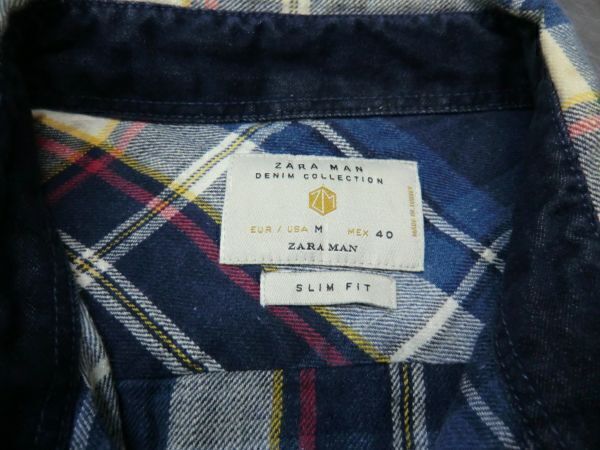 ZARA MAN
DENIM COLLECTION
ZM
EUR / USA M MEX 40
ZARA MAN
MADE IN TURKEY
SLIM FIT